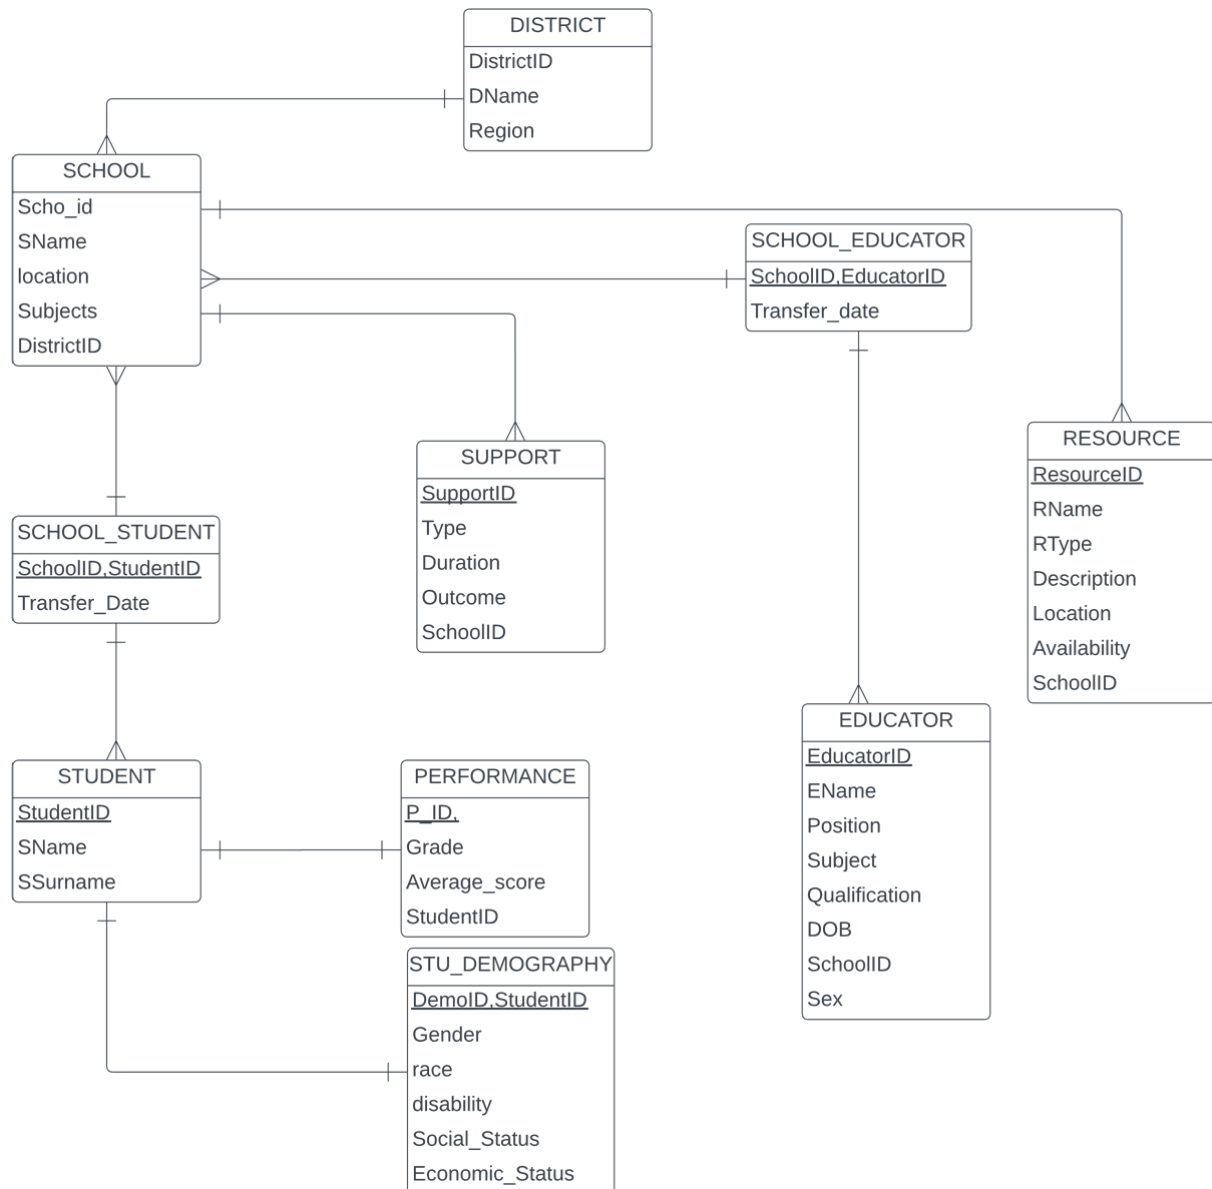 DISTRICT
DistrictID
DName
Region
SCHOOL
Scho_id
SName
location
Subjects
DistrictID
SCHOOL_EDUCATOR
SchoolID,EducatorID
Transfer_date
RESOURCE
ResourceID
RName
RType
Description
Location
Availability
SchoolID
SUPPORT
SupportID
Type
Duration
Outcome
SchoolID
SCHOOL_STUDENT
SchoolID,StudentID
Transfer_Date
EDUCATOR
EducatorID
EName
Position
Subject
Qualification
DOB
SchoolID
Sex
STUDENT
StudentID
SName
SSurname
PERFORMANCE
P_ID,
Grade
Average_score
StudentID
STU_DEMOGRAPHY
DemoID,StudentID
Gender
race
disability
Social_Status
Economic_Status